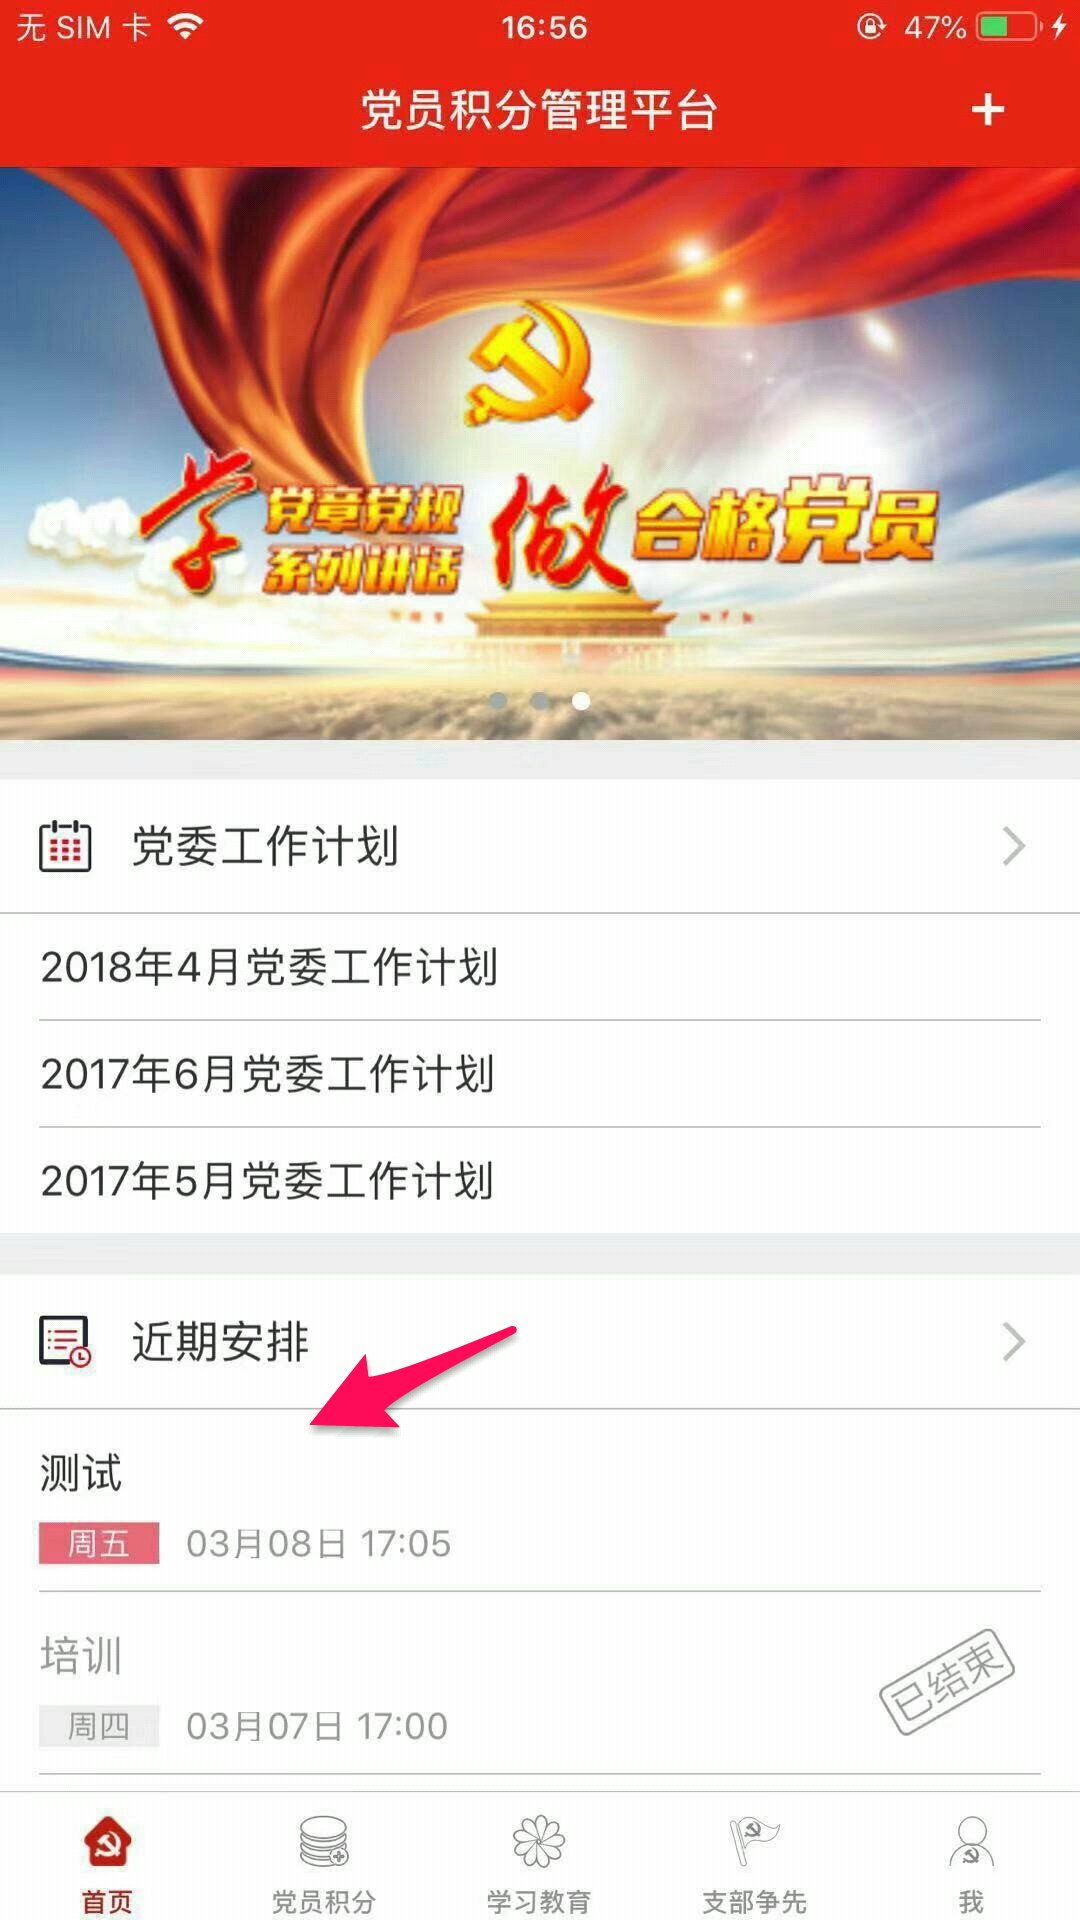 无 SIM 卡 16:56 47%
党员积分管理平台 +
学 党章党规 系列讲话 做 合格党员
党委工作计划
2018年4月党委工作计划
2017年6月党委工作计划
2017年5月党委工作计划
近期安排
测试
周五 03月08日 17:05
培训
周四 03月07日 17:00
已结束
首页 党员积分 学习教育 支部争先 我